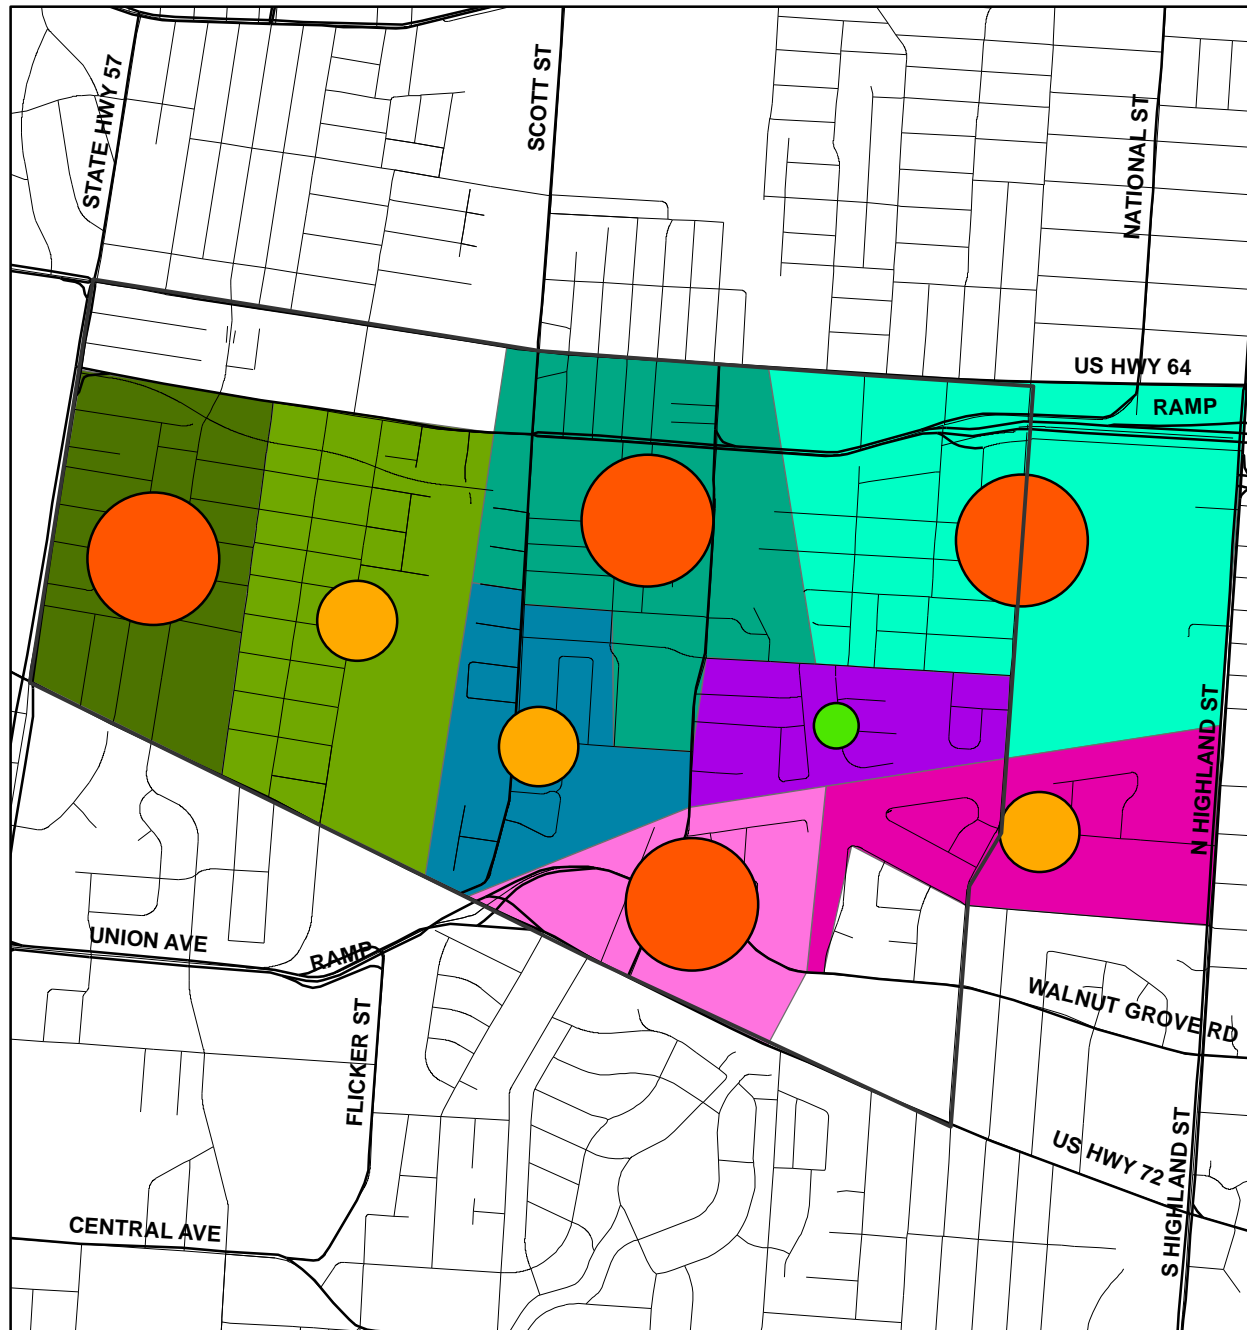 STATE HWY 57
SCOTT ST
NATIONAL ST
US HWY 64
RAMP
N HIGHLAND ST
UNION AVE
RAMP
WALNUT GROVE RD
FLICKER ST
US HWY 72
S HIGHLAND ST
CENTRAL AVE